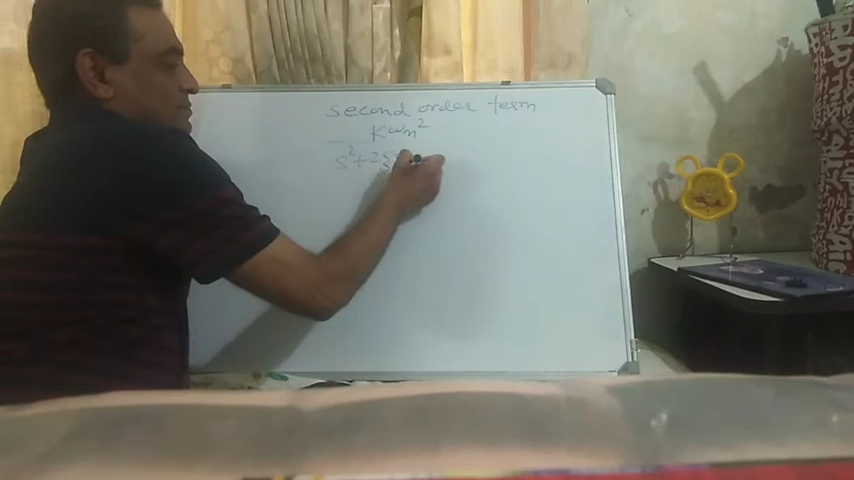 second order term
Kωn²
s²+2ξ